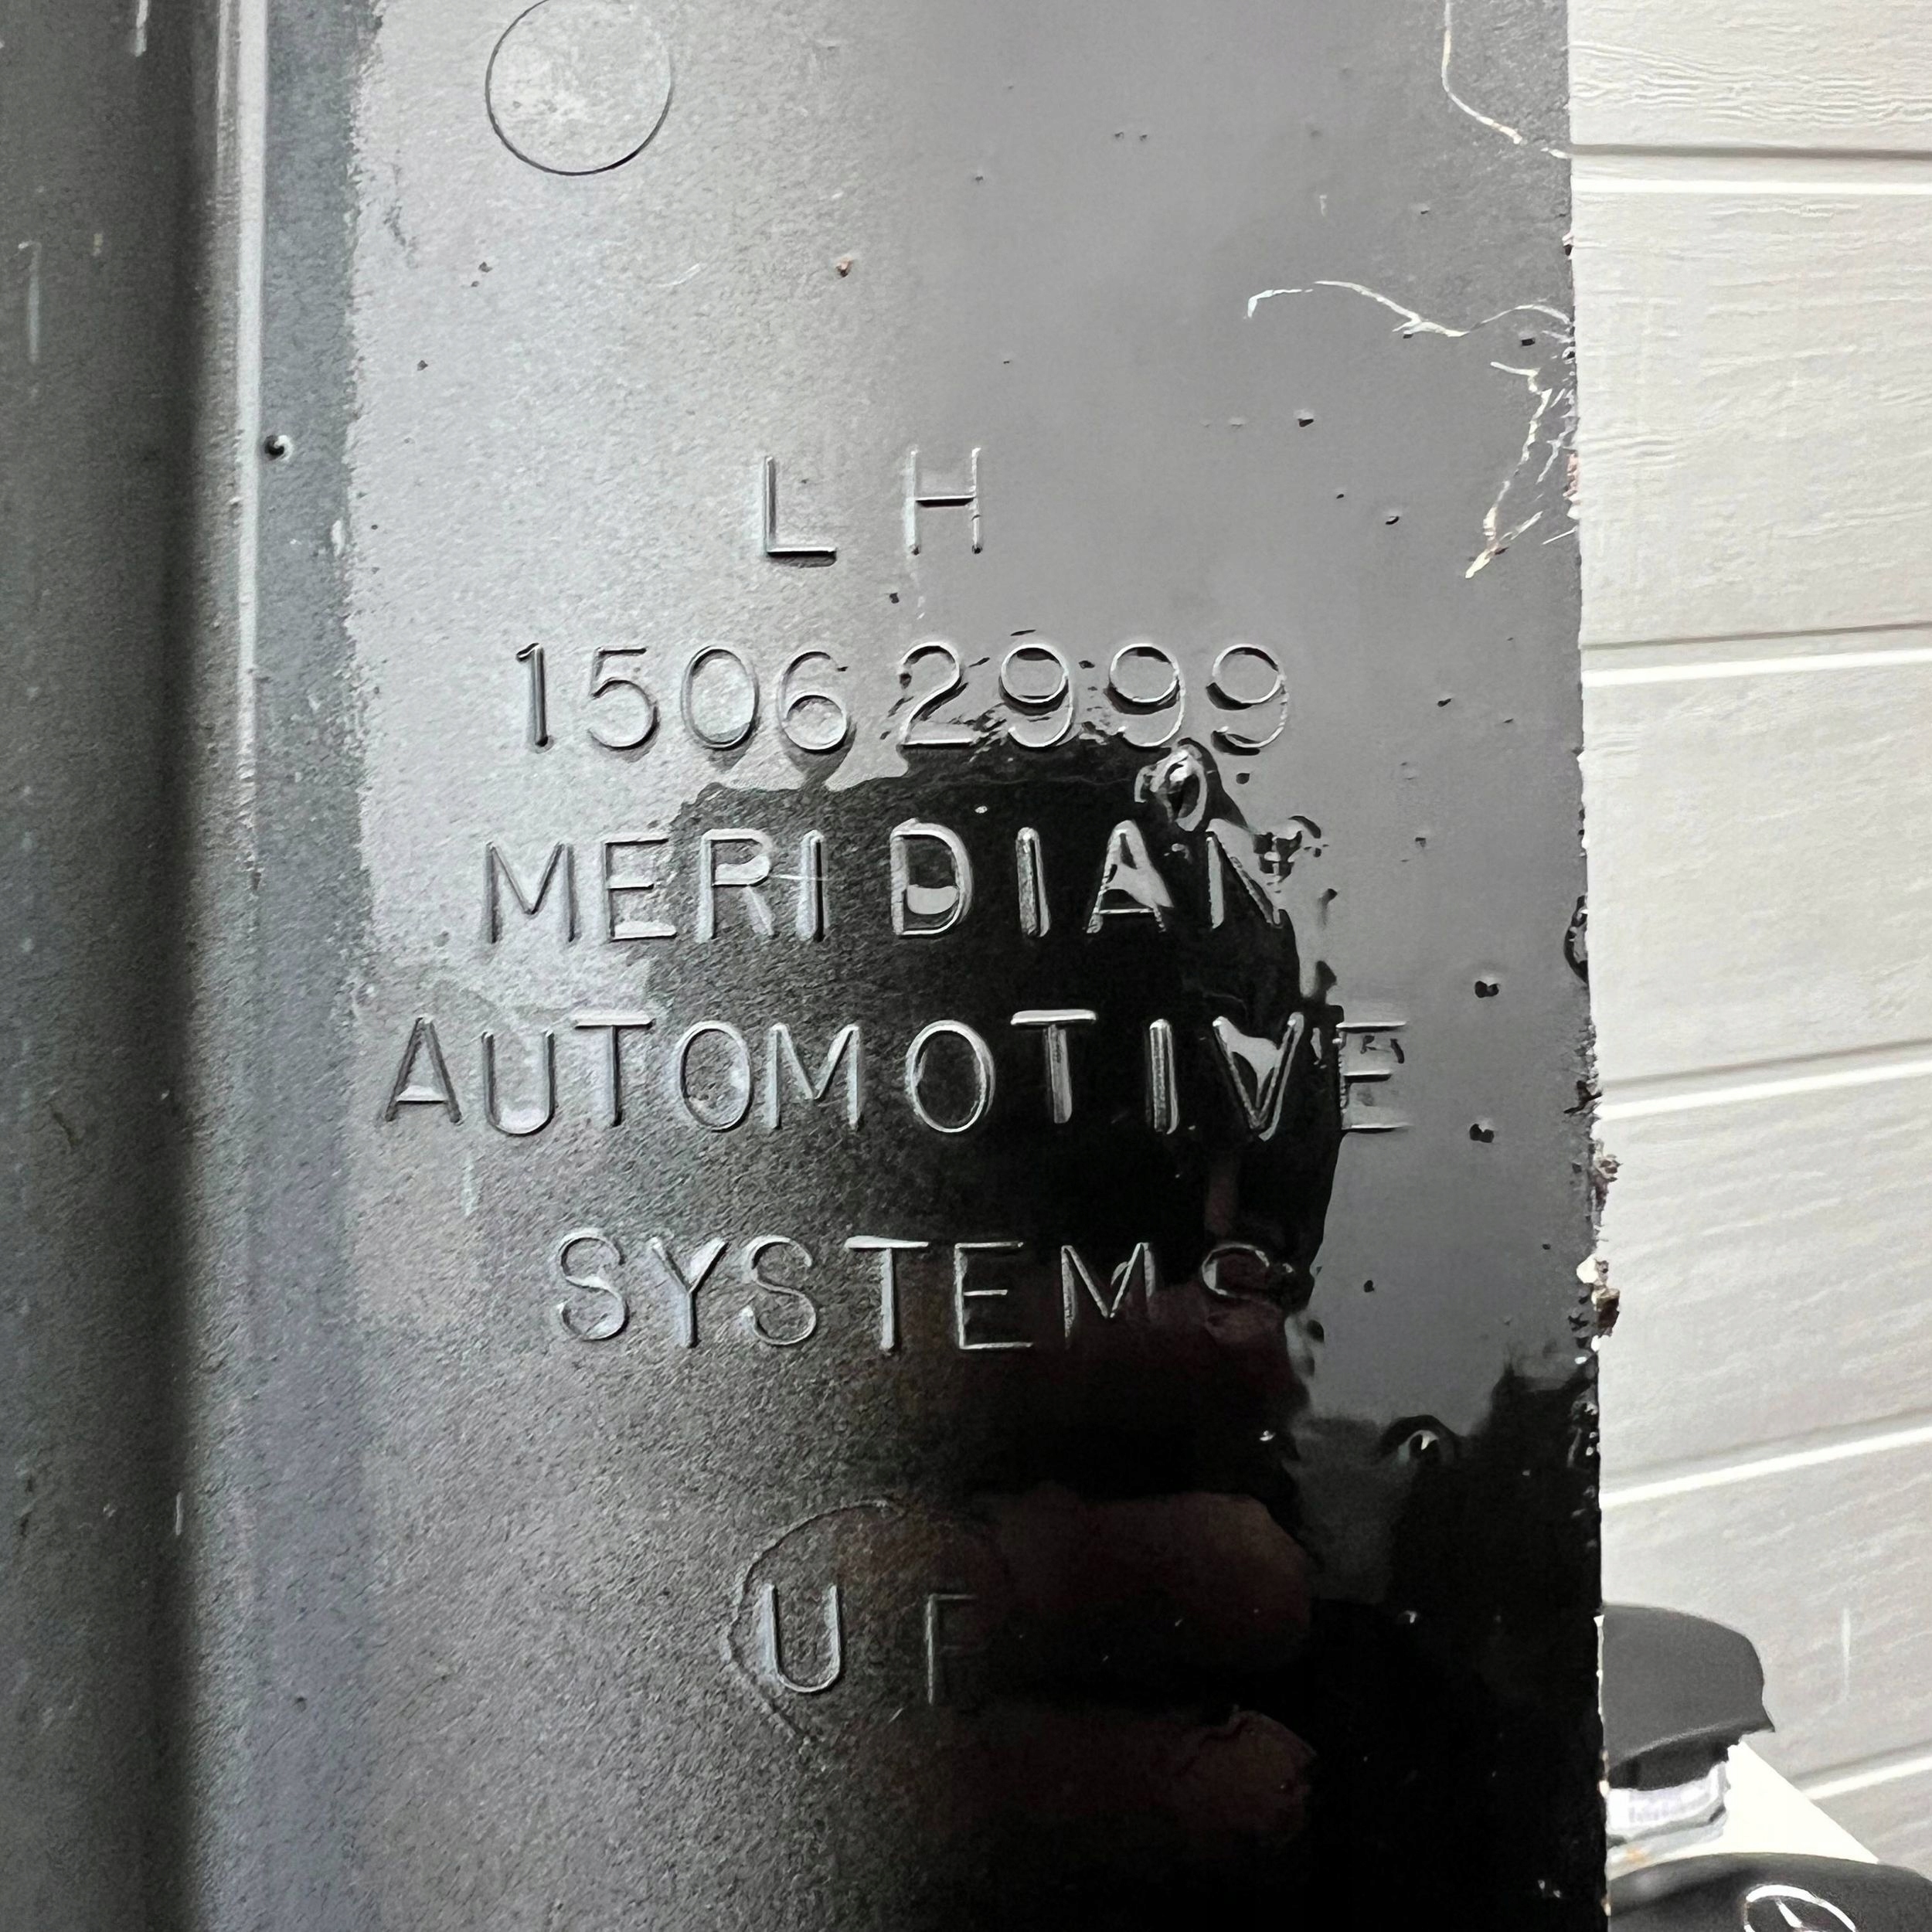 LH
15062999
MERIDIAN
AUTOMOTIVE
SYSTEMS